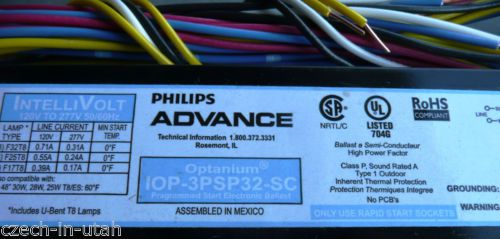 INTELLIVOLT
120V TO 277V 50/60Hz
LAMP* TYPE LINE CURRENT 120V 277V MIN START TEMP.
F32T8 0.71A 0.31A 0°F
F25T8 0.55A 0.24A 0°F
F17T8 0.39A 0.17A 0°F
so compatible:
48" 30W, 28W, 25W T8/ES: 60°F
*Includes U-Bent T8 Lamps
PHILIPS
ADVANCE
Technical Information 1.800.372.3331
Rosemont, IL
Optanium
IOP-3PSP32-SC
Programmed Start Electronic Ballast
ASSEMBLED IN MEXICO
SA
NRTL/C
UL
LISTED
704G
RoHS
COMPLIANT
Ballast a Semi-Conducteur
High Power Factor
Class P, Sound Rated A
Type 1 Outdoor
Inherent Thermal Protection
Protection Thermiques Integree
No PCB's
ONLY USE RAPID START SOCKETS
LINE
GROUNDING:
WARNING:
czech-in-utah